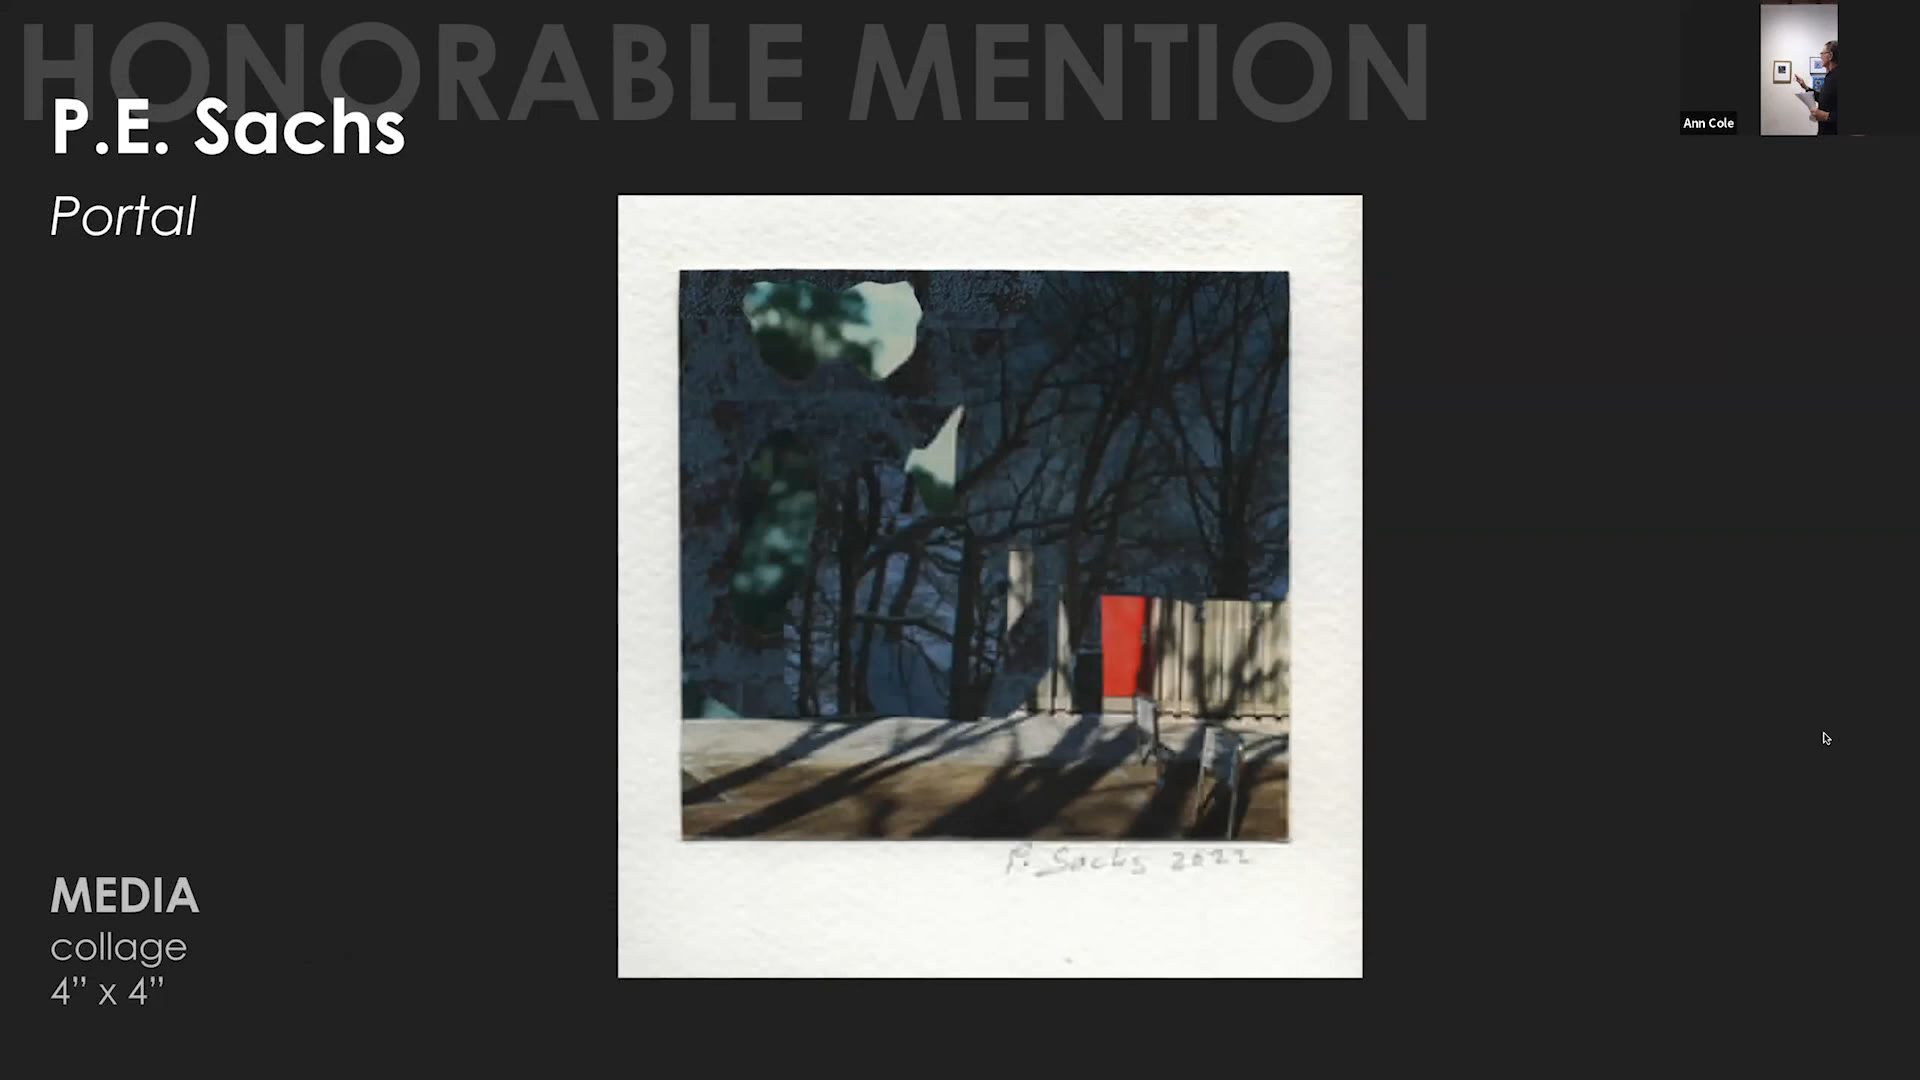 HONORABLE MENTION
P.E. Sachs
Portal
Ann Cole
P. Sachs 2022
MEDIA
collage
4” x 4”